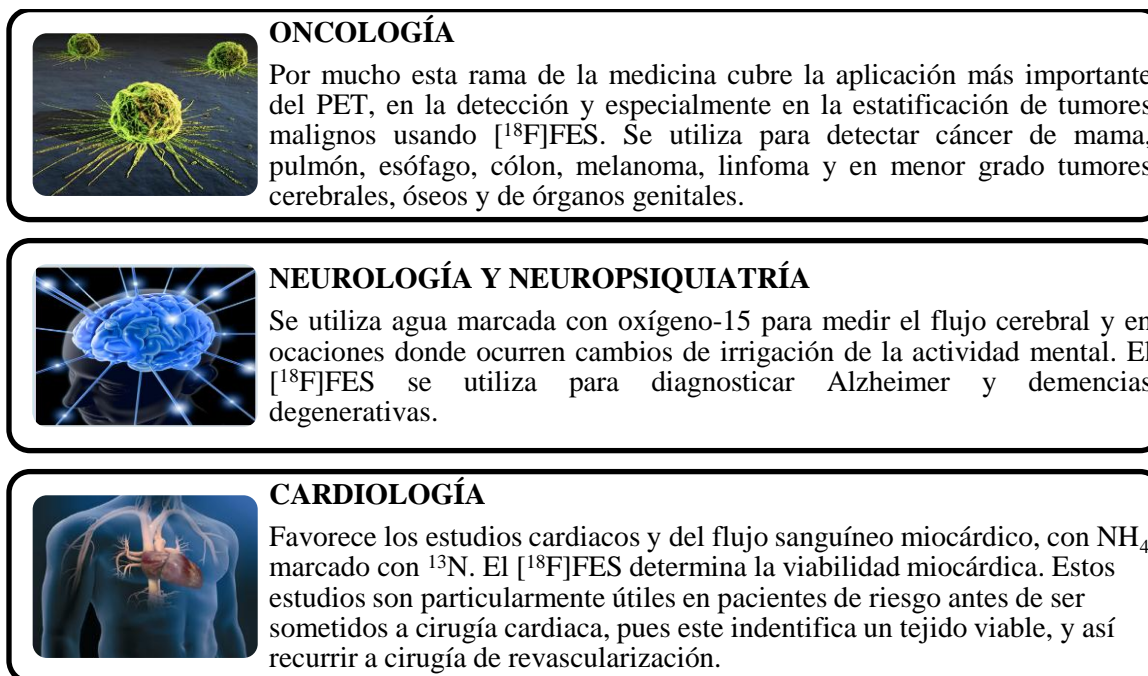 ONCOLOGÍA
Por mucho esta rama de la medicina cubre la aplicación más importante
del PET, en la detección y especialmente en la estatificación de tumores
malignos usando [¹⁸F]FES. Se utiliza para detectar cáncer de mama,
pulmón, esófago, cólon, melanoma, linfoma y en menor grado tumores
cerebrales, óseos y de órganos genitales.
NEUROLOGÍA Y NEUROPSIQUIATRÍA
Se utiliza agua marcada con oxígeno-15 para medir el flujo cerebral y en
ocaciones donde ocurren cambios de irrigación de la actividad mental. El
[¹⁸F]FES se utiliza para diagnosticar Alzheimer y demencias
degenerativas.
CARDIOLOGÍA
Favorece los estudios cardiacos y del flujo sanguíneo miocárdico, con NH₄
marcado con ¹³N. El [¹⁸F]FES determina la viabilidad miocárdica. Estos
estudios son particularmente útiles en pacientes de riesgo antes de ser
sometidos a cirugía cardiaca, pues este indentifica un tejido viable, y así
recurrir a cirugía de revascularización.